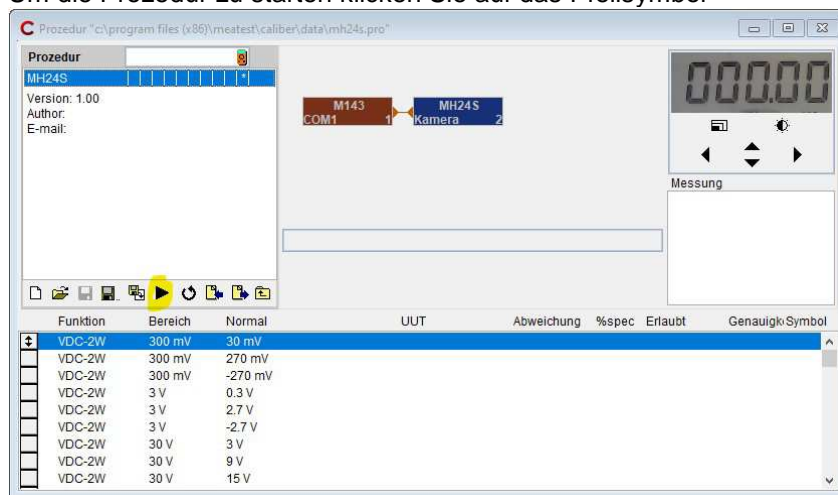 Um die Prozedur zu starten klicken Sie auf das Pfeilsymbol
Prozedur "c:\program files (x86)\meatest\caliber\data\mh24s.pro"
Prozedur
MH24S *
Version: 1.00
Author:
E-mail:
M143 MH24S
COM1 1 Kamera 2
000.00
Messung
Funktion Bereich Normal UUT Abweichung %spec Erlaubt Genauigk Symbol
VDC-2W 300 mV 30 mV
VDC-2W 300 mV 270 mV
VDC-2W 300 mV -270 mV
VDC-2W 3 V 0.3 V
VDC-2W 3 V 2.7 V
VDC-2W 3 V -2.7 V
VDC-2W 30 V 3 V
VDC-2W 30 V 9 V
VDC-2W 30 V 15 V